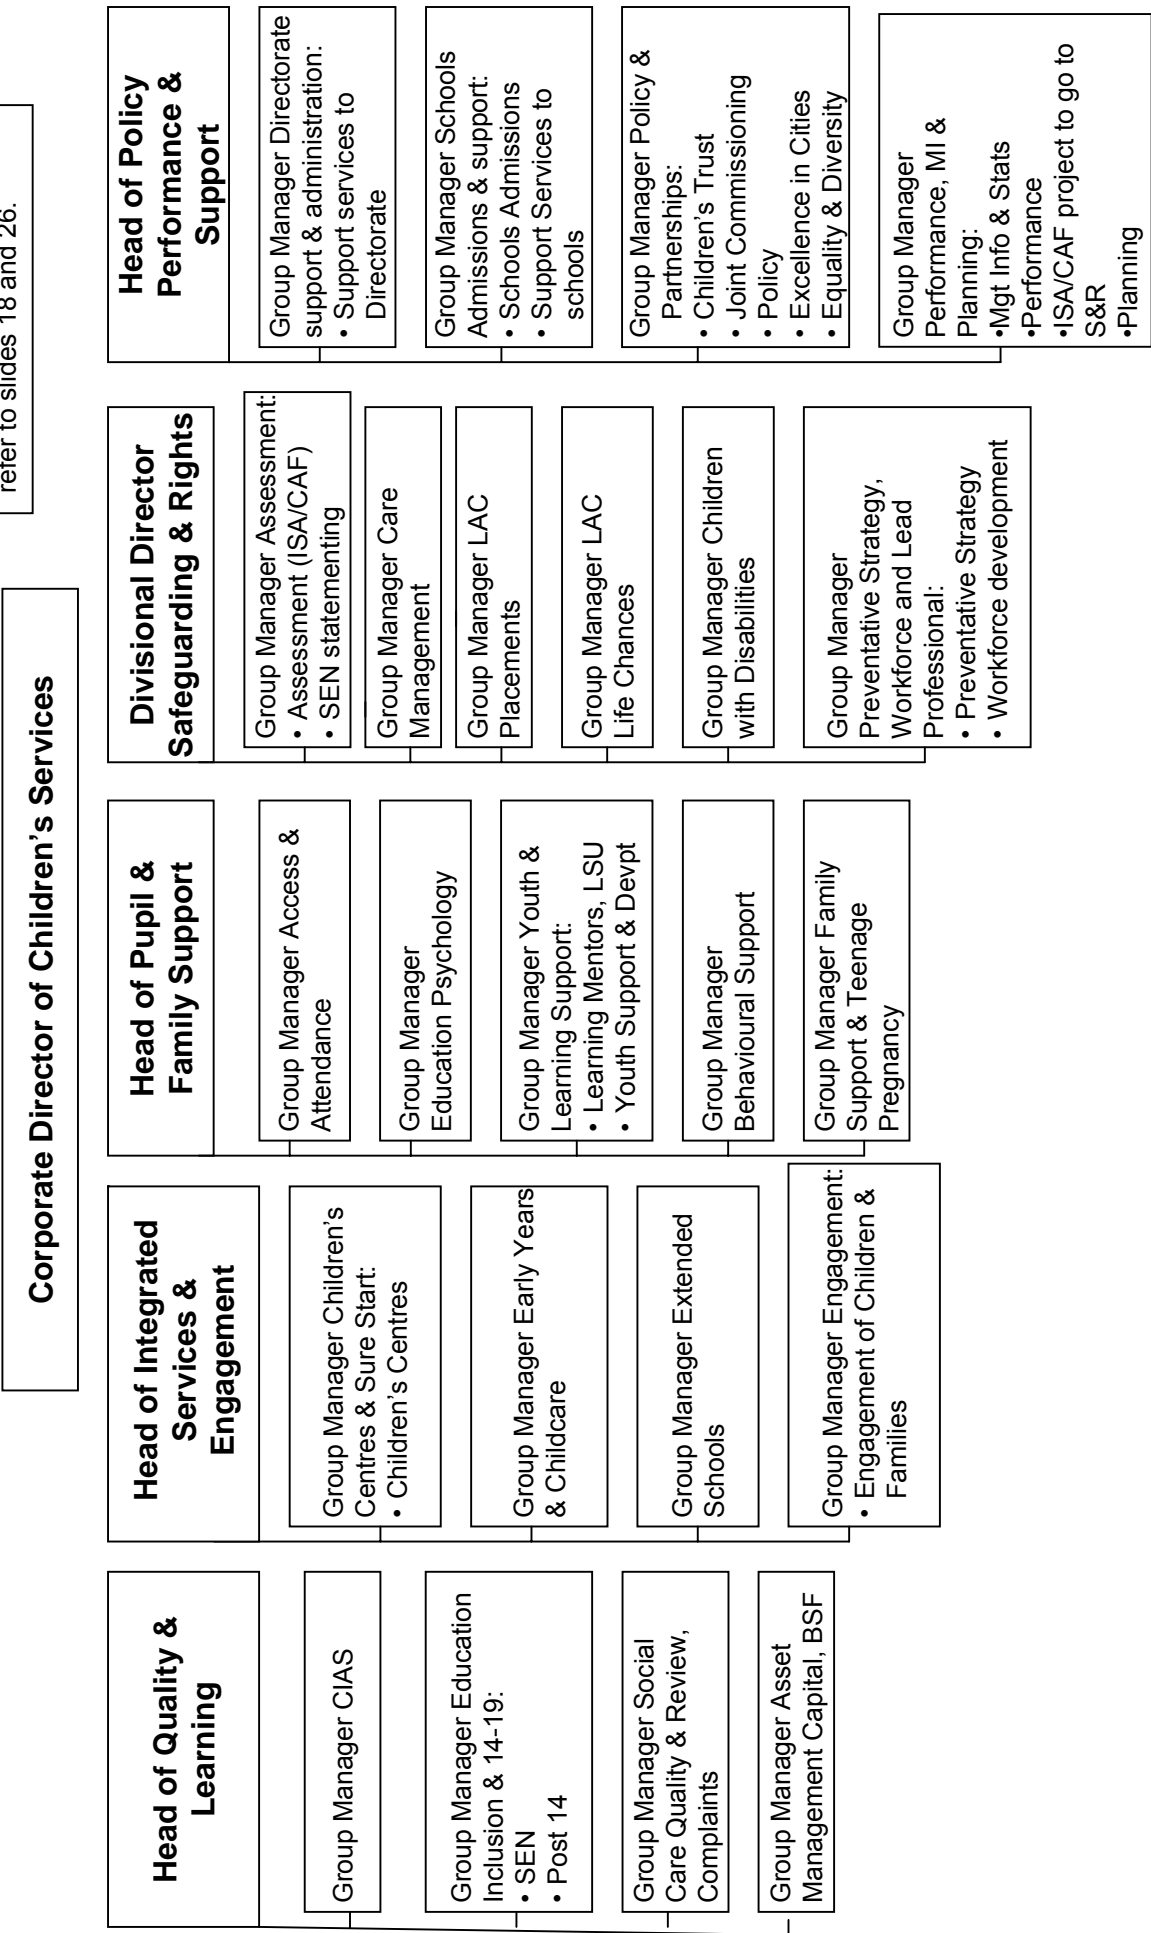 refer to slides 18 and 26.
Corporate Director of Children's Services
Head of Quality &
Learning
Group Manager CIAS
Group Manager Education
Inclusion & 14-19:
• SEN
• Post 14
Group Manager Social
Care Quality & Review,
Complaints
Group Manager Asset
Management Capital, BSF
Head of Integrated
Services &
Engagement
Group Manager Children's
Centres & Sure Start:
• Children's Centres
Group Manager Early Years
& Childcare
Group Manager Extended
Schools
Group Manager Engagement:
• Engagement of Children &
Families
Head of Pupil &
Family Support
Group Manager Access &
Attendance
Group Manager
Education Psychology
Group Manager Youth &
Learning Support:
• Learning Mentors, LSU
• Youth Support & Devpt
Group Manager
Behavioural Support
Group Manager Family
Support & Teenage
Pregnancy
Divisional Director
Safeguarding & Rights
Group Manager Assessment:
• Assessment (ISA/CAF)
• SEN statementing
Group Manager Care
Management
Group Manager LAC
Placements
Group Manager LAC
Life Chances
Group Manager Children
with Disabilities
Group Manager
Preventative Strategy,
Workforce and Lead
Professional:
• Preventative Strategy
• Workforce development
Head of Policy
Performance &
Support
Group Manager Directorate
support & administration:
• Support services to
Directorate
Group Manager Schools
Admissions & support:
• Schools Admissions
• Support Services to
schools
Group Manager Policy &
Partnerships:
• Children's Trust
• Joint Commissioning
• Policy
• Excellence in Cities
• Equality & Diversity
Group Manager
Performance, MI &
Planning:
•Mgt Info & Stats
•Performance
•ISA/CAF project to go to
S&R
•Planning